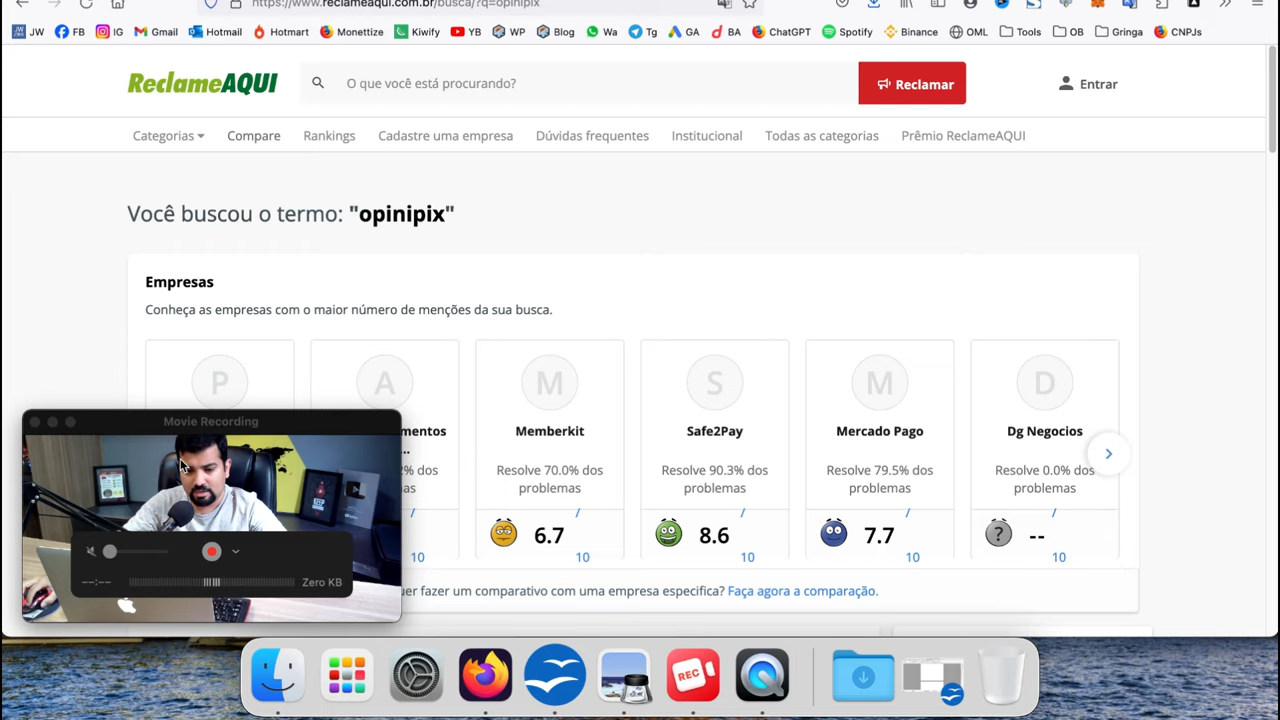 https://www.reclameaqui.com.br/busca/?q=opinipix
JW FB IG Gmail Hotmail Hotmart Monettize Kiwify YB WP Blog Wa Tg GA BA ChatGPT Spotify Binance OML Tools OB Gringa CNPJs
ReclameAQUI O que você está procurando? Reclamar Entrar
Categorias Compare Rankings Cadastre uma empresa Dúvidas frequentes Institucional Todas as categorias Prêmio ReclameAQUI
Você buscou o termo: "opinipix"
Empresas
Conheça as empresas com o maior número de menções da sua busca.
P A M S M D
mentos Memberkit Safe2Pay Mercado Pago Dg Negocios
...
% dos Resolve 70.0% dos Resolve 90.3% dos Resolve 79.5% dos Resolve 0.0% dos
problemas problemas problemas problemas
/ / / / /
6.7 8.6 7.7 ? --
10 10 10 10 10
uer fazer um comparativo com uma empresa especifica? Faça agora a comparação.
Movie Recording
--:-- Zero KB
REC